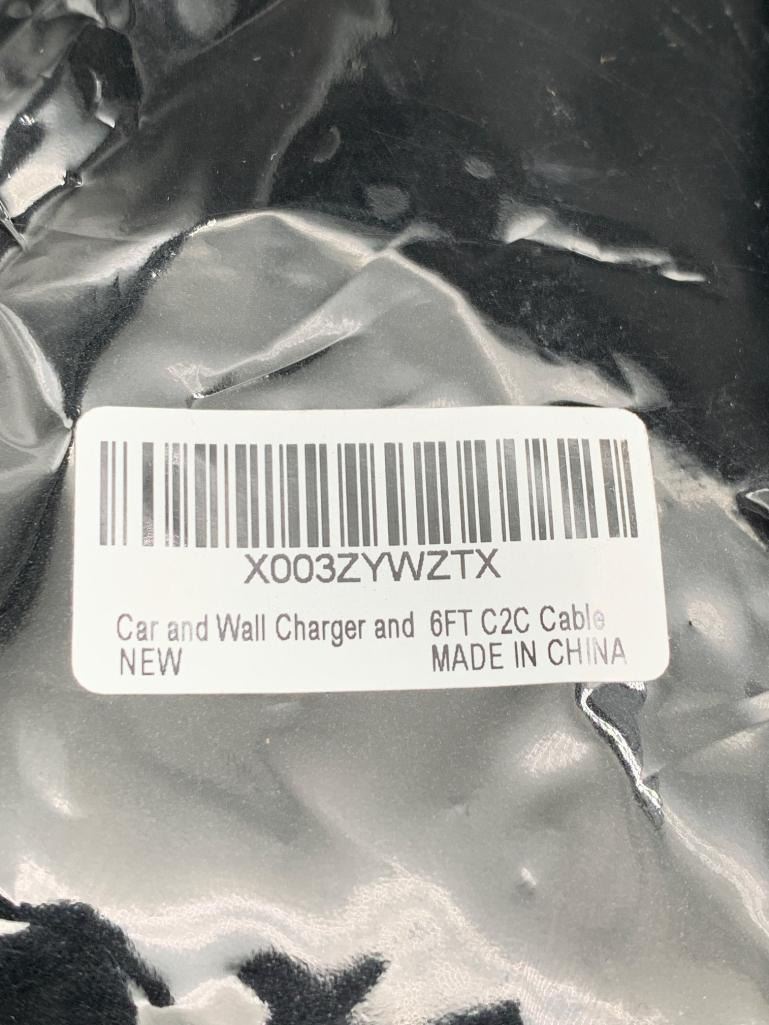 X003ZYWZTX
Car and Wall Charger and 6FT C2C Cable
NEW MADE IN CHINA